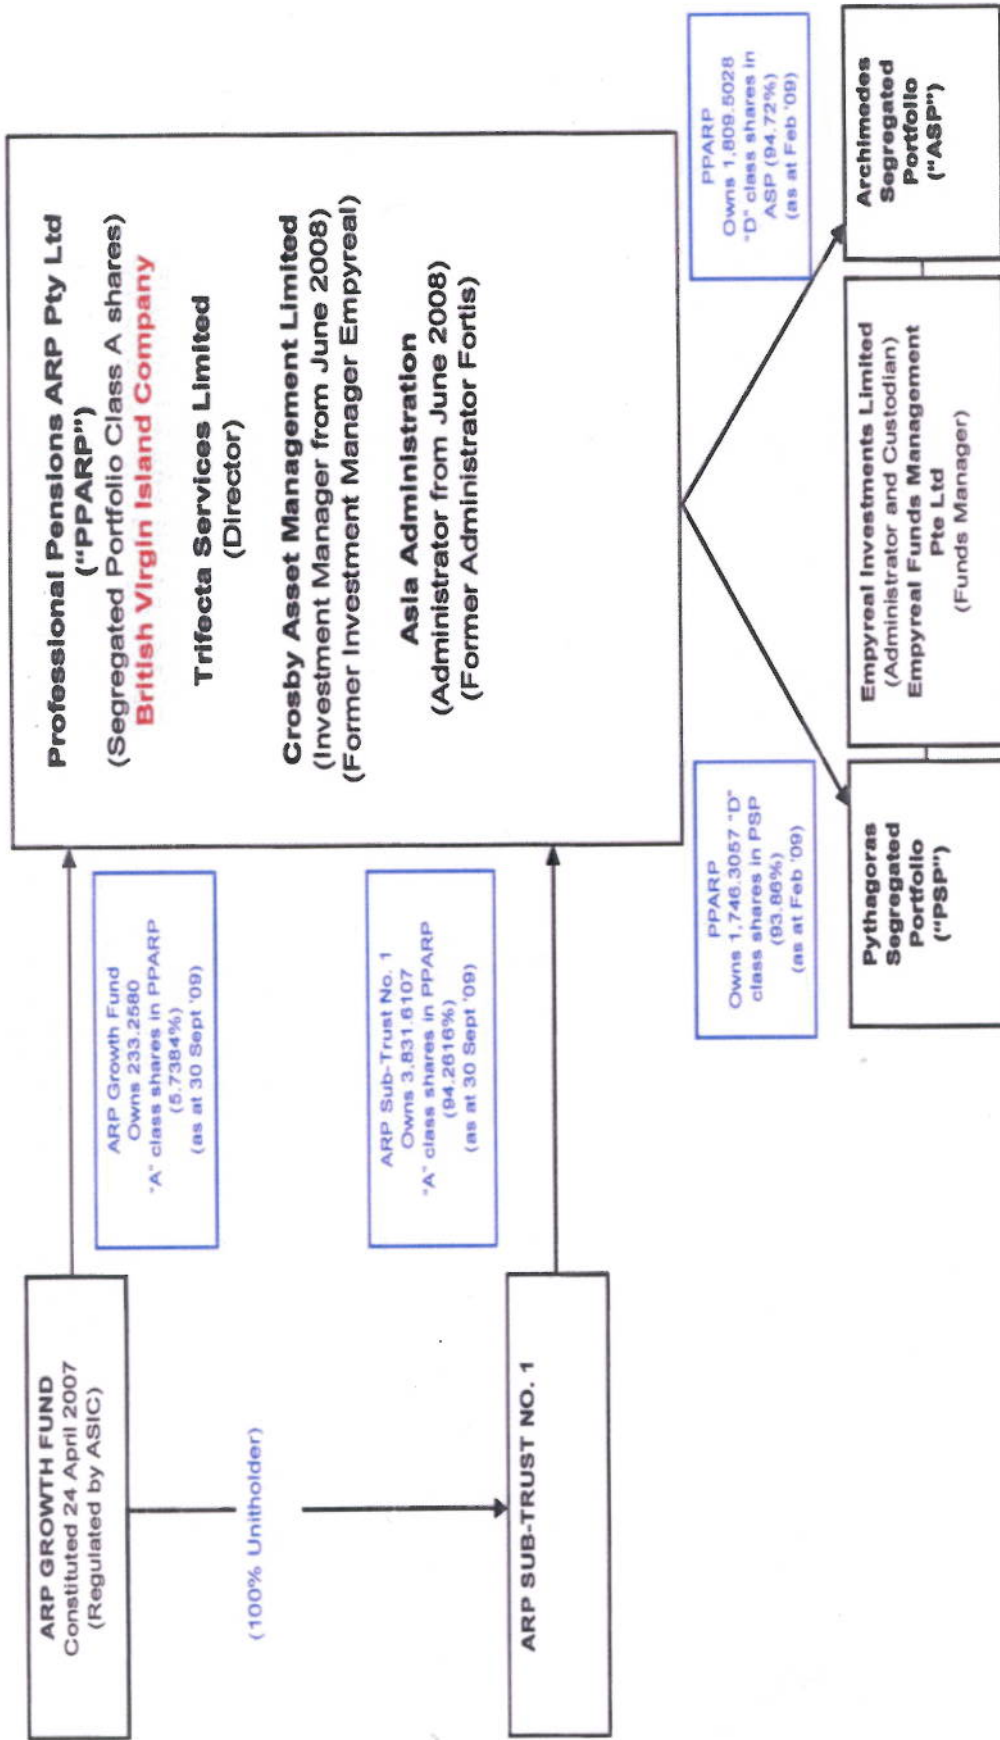 ARP GROWTH FUND
Constituted 24 April 2007
(Regulated by ASIC)
(100% Unitholder)
ARP SUB-TRUST NO. 1
ARP Growth Fund
Owns 233.2580
"A" class shares in PPARP
(5.7384%)
(as at 30 Sept '09)
ARP Sub-Trust No. 1
Owns 3,831.6107
"A" class shares in PPARP
(94.2616%)
(as at 30 Sept '09)
Professional Pensions ARP Pty Ltd
("PPARP")
(Segregated Portfolio Class A shares)
British Virgin Island Company
Trifecta Services Limited
(Director)
Crosby Asset Management Limited
(Investment Manager from June 2008)
(Former Investment Manager Empyreal)
Asia Administration
(Administrator from June 2008)
(Former Administrator Fortis)
PPARP
Owns 1,746.3057 "D"
class shares in PSP
(93.86%)
(as at Feb '09)
PPARP
Owns 1,809.5028
"D" class shares in
ASP (94.72%)
(as at Feb '09)
Pythagoras
Segregated
Portfolio
("PSP")
Empyreal Investments Limited
(Administrator and Custodian)
Empyreal Funds Management
Pte Ltd
(Funds Manager)
Archimedes
Segregated
Portfolio
("ASP")